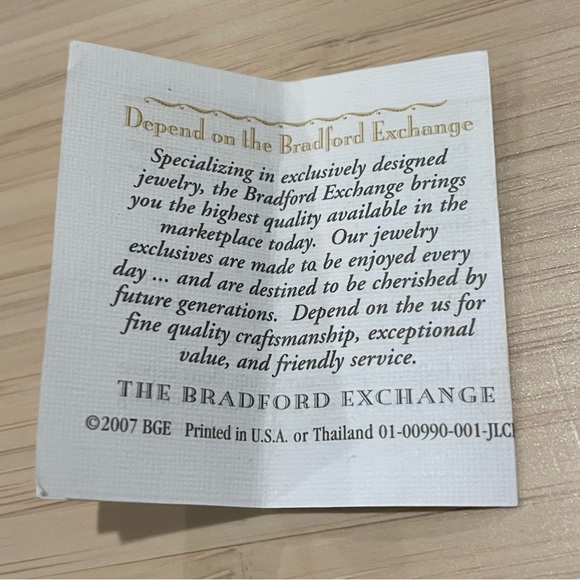 Depend on the Bradford Exchange
Specializing in exclusively designed
jewelry, the Bradford Exchange brings
you the highest quality available in the
marketplace today. Our jewelry
exclusives are made to be enjoyed every
day ... and are destined to be cherished by
future generations. Depend on the us for
fine quality craftsmanship, exceptional
value, and friendly service.
THE BRADFORD EXCHANGE
©2007 BGE Printed in U.S.A. or Thailand 01-00990-001-JLCI